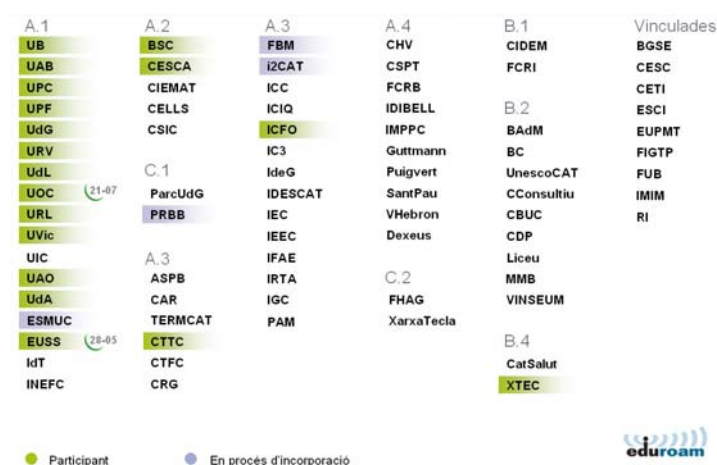 A.1
UB
UAB
UPC
UPF
UdG
URV
UdL
UOC 21-07
URL
UVic
UIC
UAO
UdA
ESMUC
EUSS 28-05
IdT
INEFC
A.2
BSC
CESCA
CIEMAT
CELLS
CSIC
C.1
ParcUdG
PRBB
A.3
ASPB
CAR
TERMCAT
CTTC
CTFC
CRG
A.3
FBM
i2CAT
ICC
ICIQ
ICFO
IC3
IdeG
IDESCAT
IEC
IEEC
IFAE
IRTA
IGC
PAM
A.4
CHV
CSPT
FCRB
IDIBELL
IMPPC
Guttmann
Puigvert
SantPau
VHebron
Dexeus
C.2
FHAG
XarxaTecla
B.1
CIDEM
FCRI
B.2
BAdM
BC
UnescoCAT
CConsultiu
CBUC
CDP
Liceu
MMB
VINSEUM
B.4
CatSalut
XTEC
Vinculades
BGSE
CESC
CETI
ESCI
EUPMT
FIGTP
FUB
IMIM
RI
Participant
En procés d'incorporació
eduroam